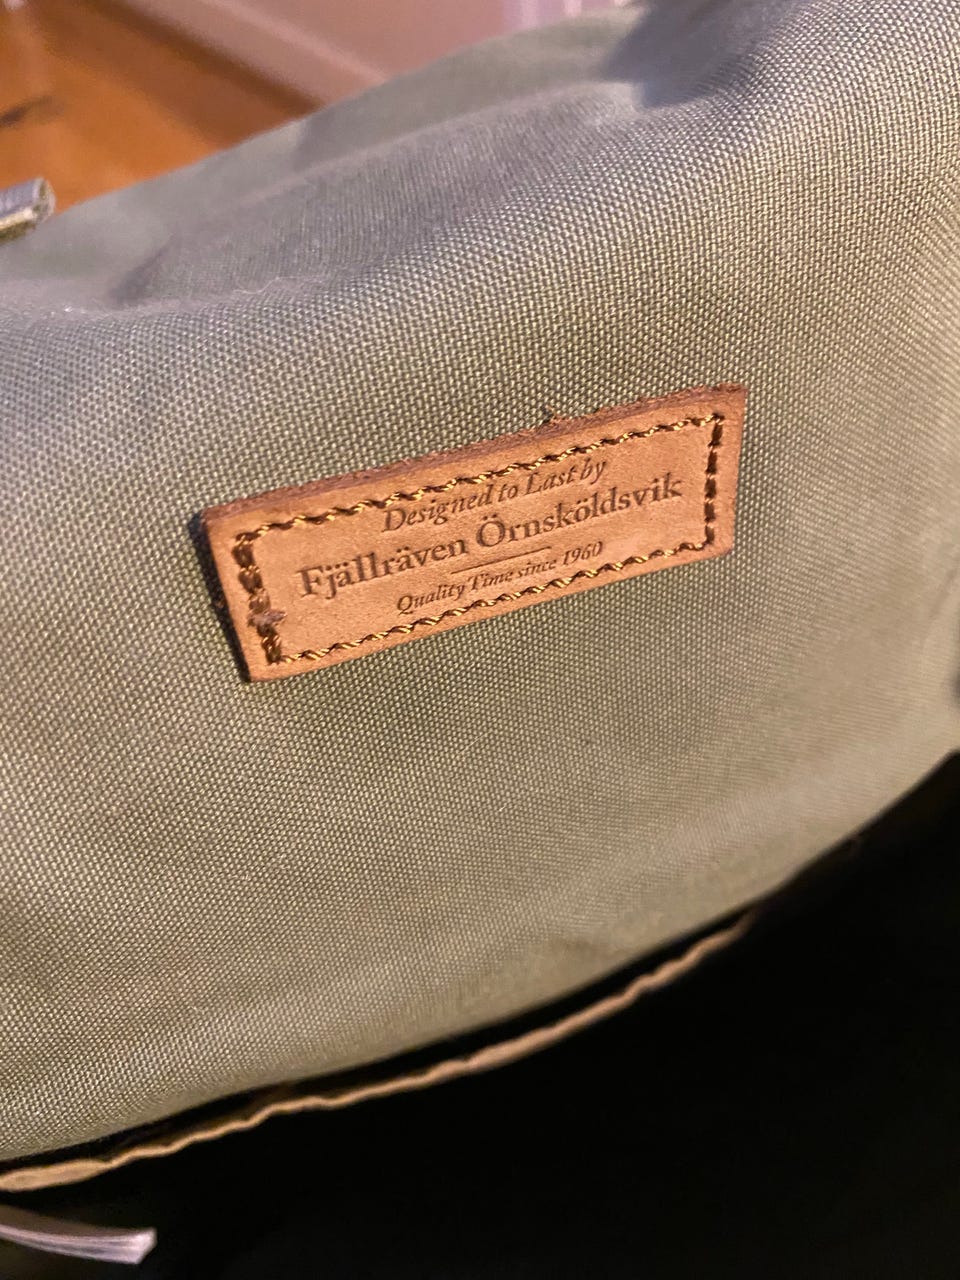 Designed to Last by
Fjällräven Örnsköldsvik
Quality Time since 1960